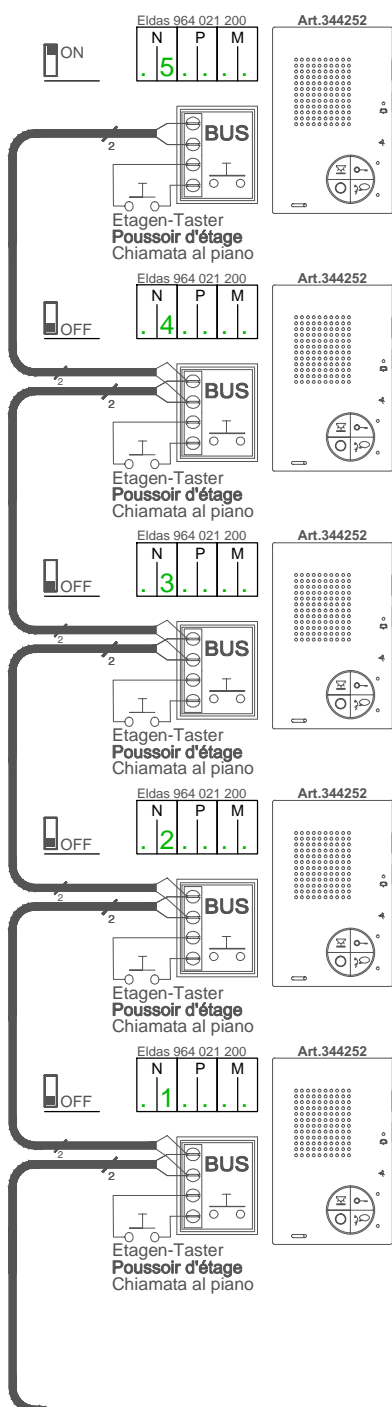 Eldas 964 021 200 Art.344252
ON
N P M
. 5 . . . .
BUS
2
Etagen-Taster
Poussoir d'étage
Chiamata al piano
Eldas 964 021 200 Art.344252
N P M
OFF
. 4 . . . .
2
BUS
2
Etagen-Taster
Poussoir d'étage
Chiamata al piano
Eldas 964 021 200 Art.344252
N P M
OFF
. 3 . . . .
2
BUS
2
Etagen-Taster
Poussoir d'étage
Chiamata al piano
Eldas 964 021 200 Art.344252
N P M
OFF
. 2 . . . .
2
BUS
2
Etagen-Taster
Poussoir d'étage
Chiamata al piano
Eldas 964 021 200 Art.344252
N P M
OFF
. 1 . . . .
2
BUS
2
Etagen-Taster
Poussoir d'étage
Chiamata al piano